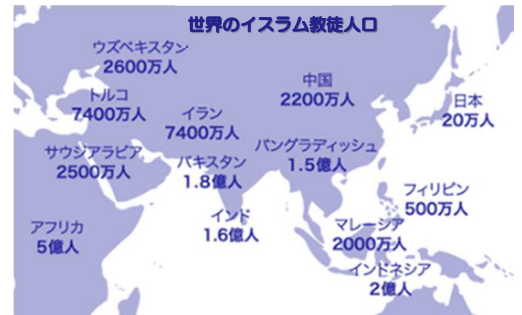 世界のイスラム教徒人口
ウズベキスタン
2600万人
中国
2200万人
トルコ
7400万人
日本
20万人
イラン
7400万人
サウジアラビア
2500万人
パキスタン
1.8億人
バングラディッシュ
1.5億人
フィリピン
500万人
インド
1.6億人
アフリカ
5億人
マレーシア
2000万人
インドネシア
2億人